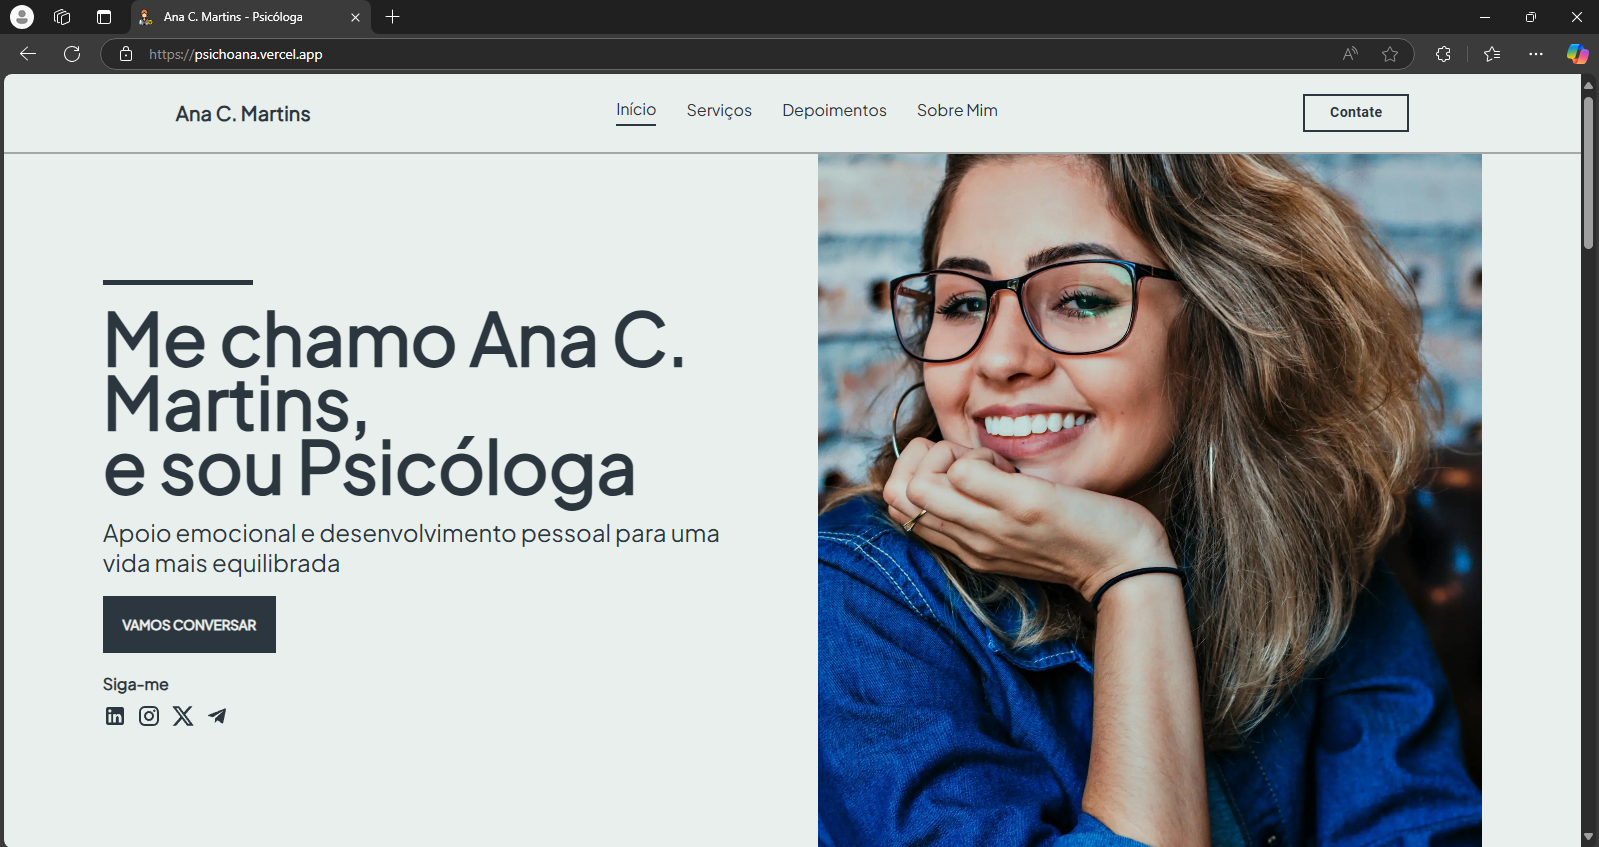 Ana C. Martins - Psicóloga
https://psichoana.vercel.app
Ana C. Martins
Início Serviços Depoimentos Sobre Mim
Contate
Me chamo Ana C.
Martins,
e sou Psicóloga
Apoio emocional e desenvolvimento pessoal para uma
vida mais equilibrada
VAMOS CONVERSAR
Siga-me